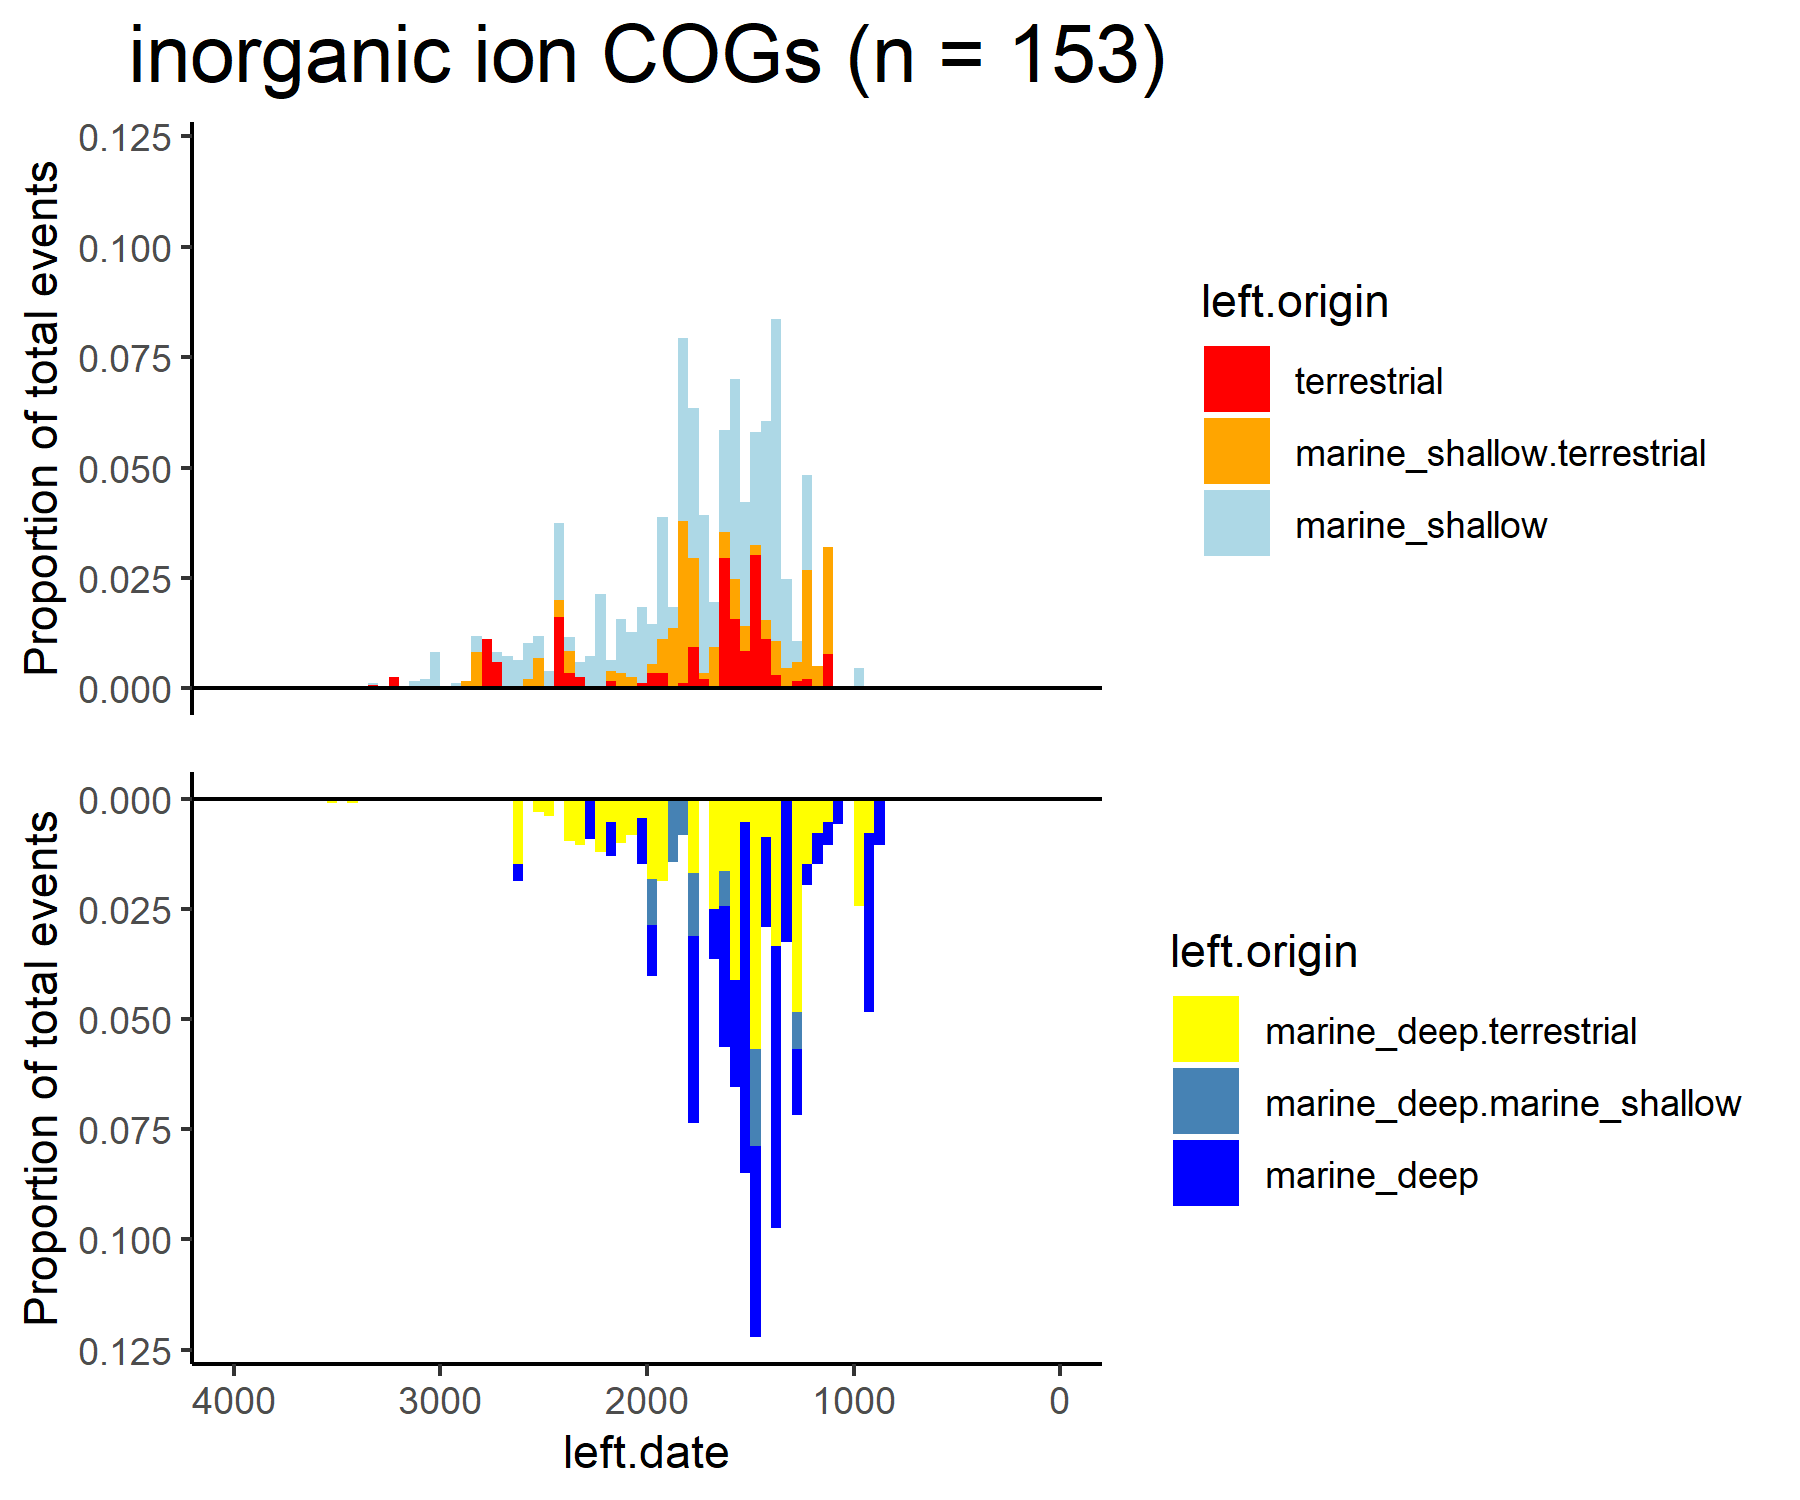 inorganic ion COGs (n = 153)
Proportion of total events
0.125
0.100
0.075
0.050
0.025
0.000
left.origin
terrestrial
marine_shallow.terrestrial
marine_shallow
Proportion of total events
0.000
0.025
0.050
0.075
0.100
0.125
left.origin
marine_deep.terrestrial
marine_deep.marine_shallow
marine_deep
4000 3000 2000 1000 0
left.date